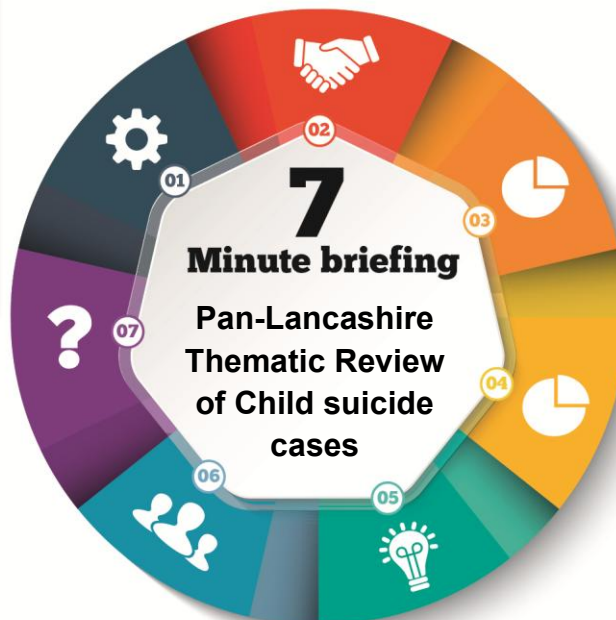 7
Minute briefing
Pan-Lancashire
Thematic Review
of Child suicide
cases
01
02
03
04
05
06
07
?